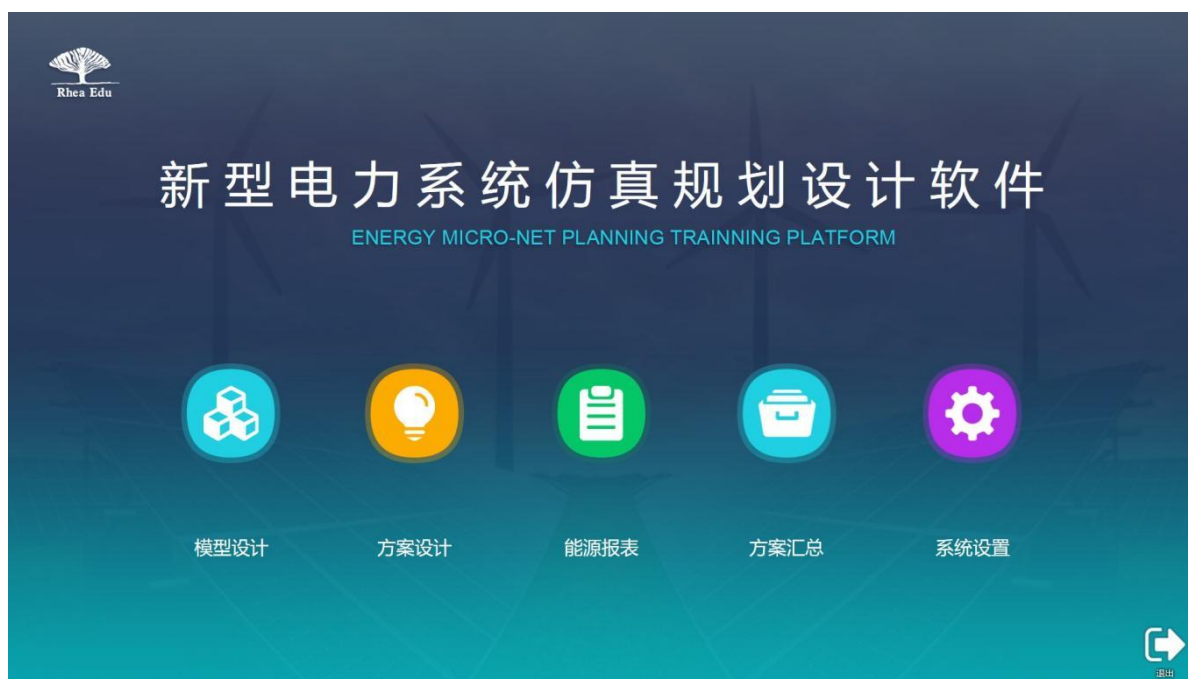 Rhea Edu
新型电力系统仿真规划设计软件
ENERGY MICRO-NET PLANNING TRAINNING PLATFORM
模型设计 方案设计 能源报表 方案汇总 系统设置
退出